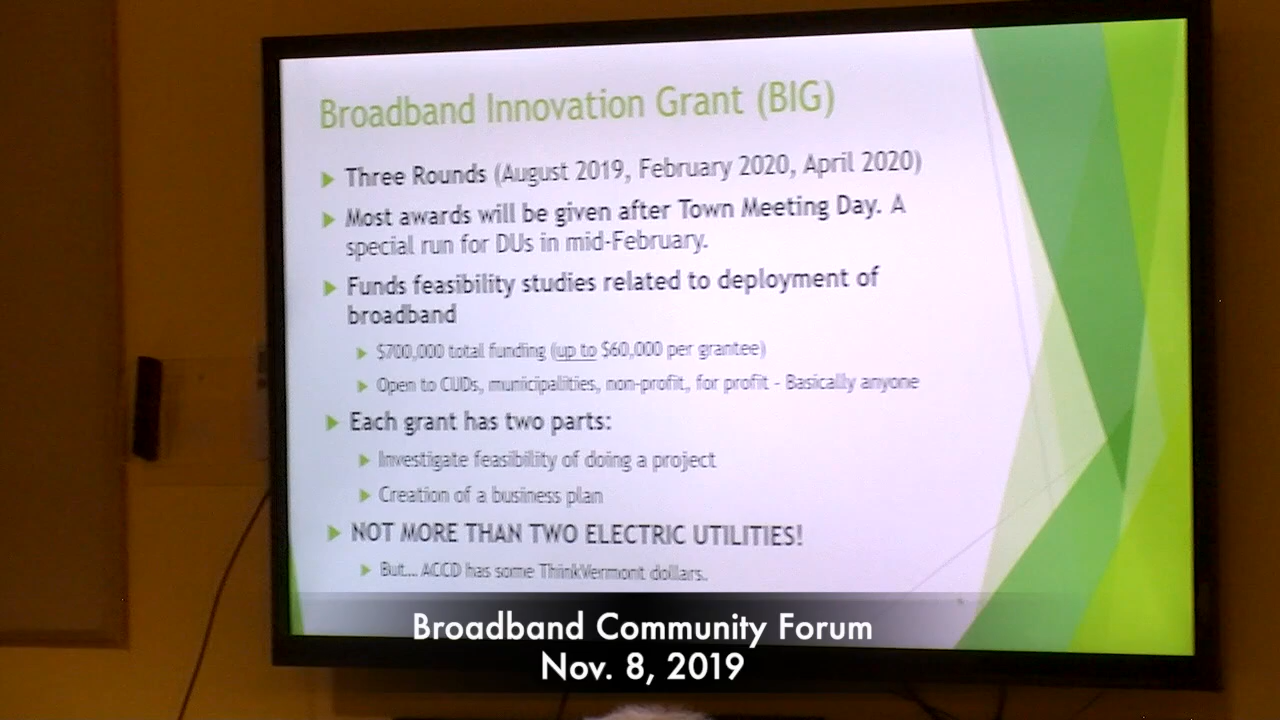 Broadband Innovation Grant (BIG)
Three Rounds (August 2019, February 2020, April 2020)
Most awards will be given after Town Meeting Day. A
special run for DUs in mid-February.
Funds feasibility studies related to deployment of
broadband
$700,000 total funding (up to $60,000 per grantee)
Open to CUDs, municipalities, non-profit, for profit - Basically anyone
Each grant has two parts:
Investigate feasibility of doing a project
Creation of a business plan
NOT MORE THAN TWO ELECTRIC UTILITIES!
But... ACCD has some ThinkVermont dollars.
Broadband Community Forum
Nov. 8, 2019